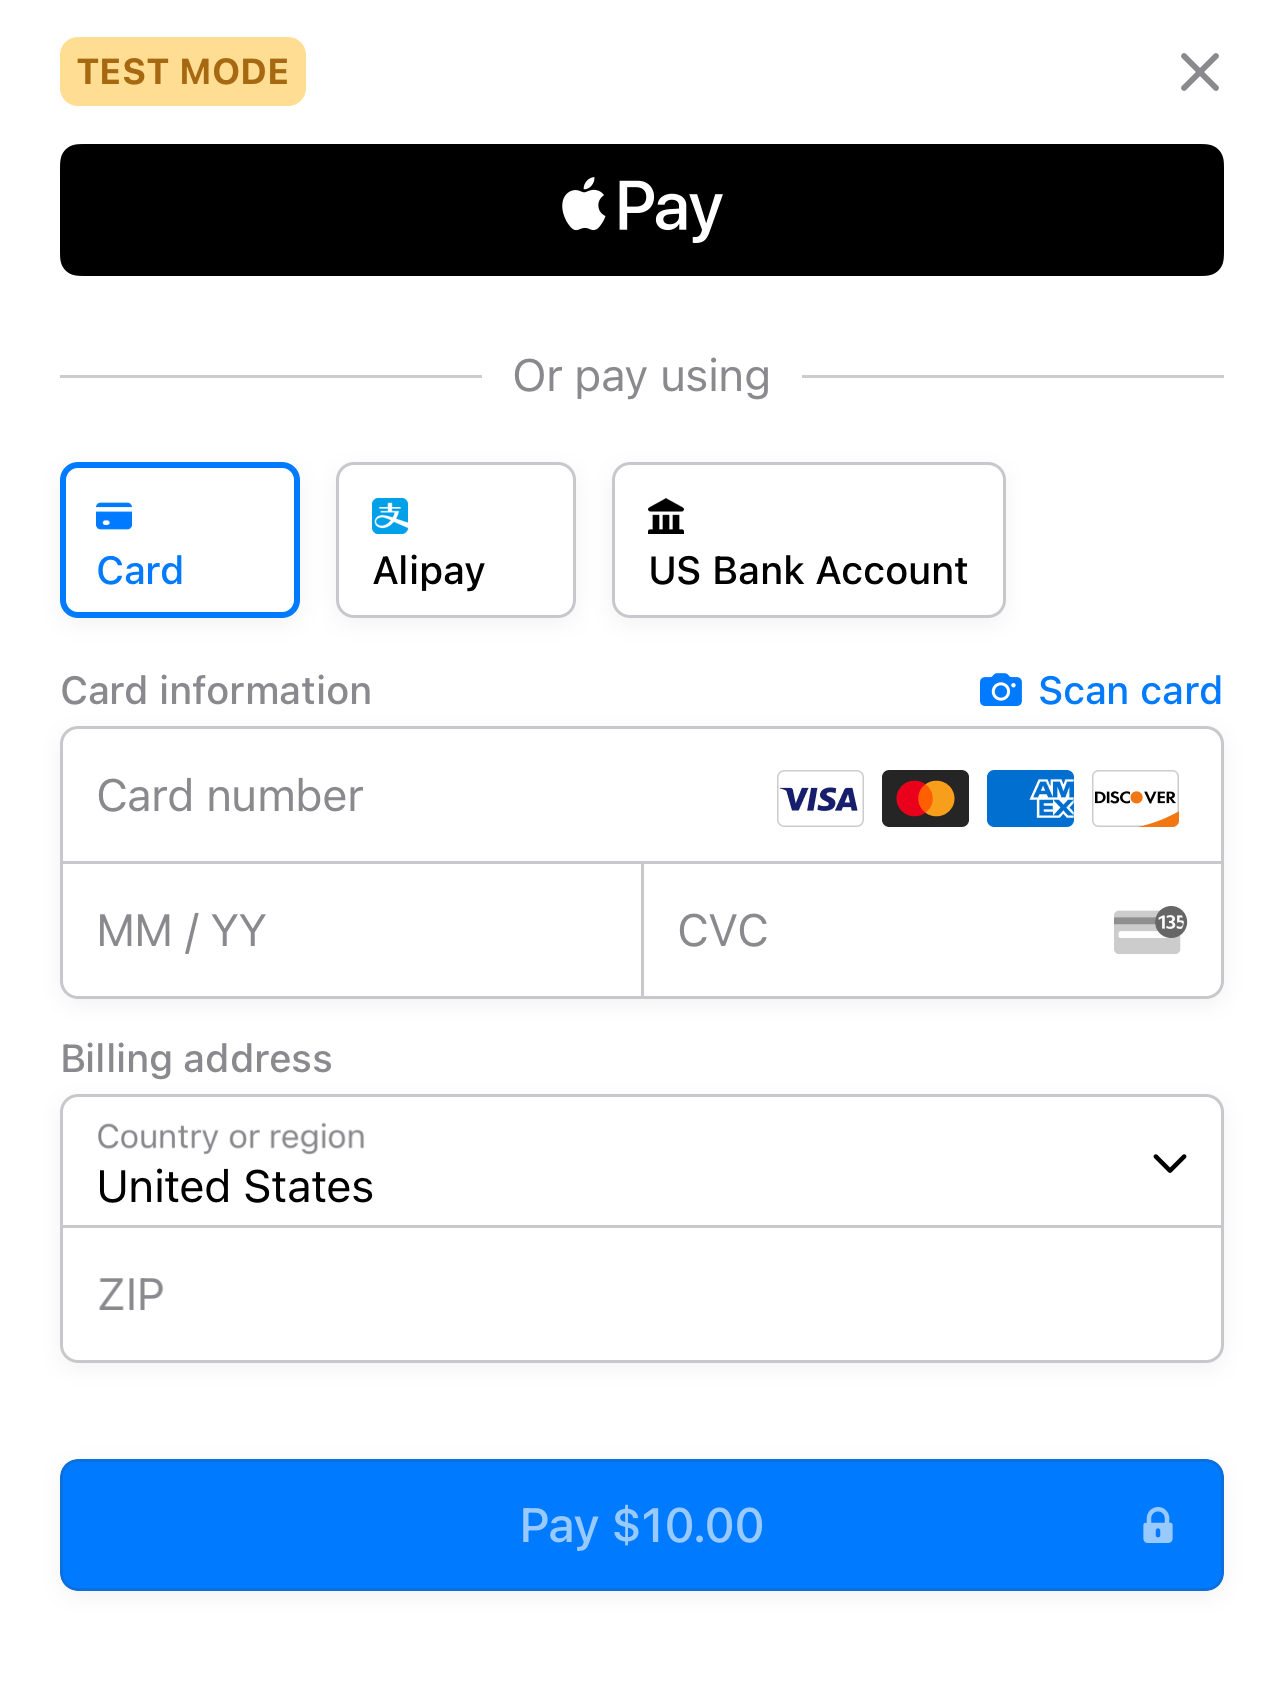 TEST MODE
Pay
Or pay using
支
Card
Alipay
US Bank Account
Card information
Scan card
Card number
VISA
AM
EX
DISCOVER
MM / YY
CVC
135
Billing address
Country or region
United States
ZIP
Pay $10.00